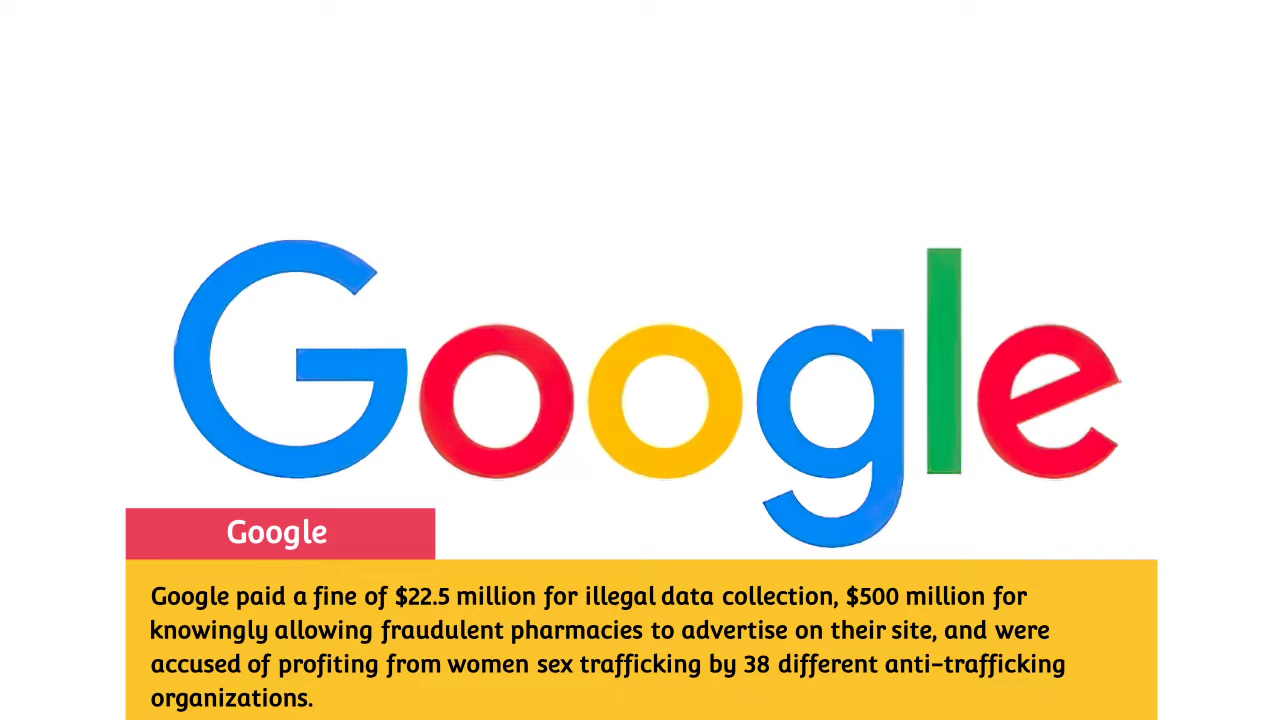 Google
Google
Google paid a fine of $22.5 million for illegal data collection, $500 million for
knowingly allowing fraudulent pharmacies to advertise on their site, and were
accused of profiting from women sex trafficking by 38 different anti-trafficking
organizations.